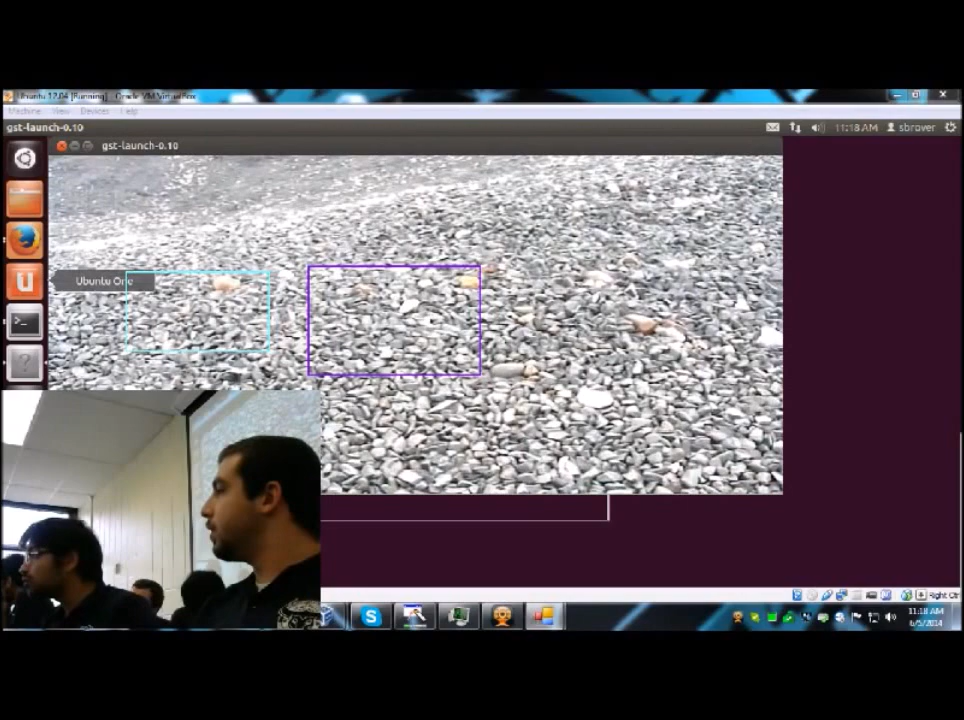 Ubuntu 12.04 [Running] - Oracle VM VirtualBox
Machine View Devices Help
gst-launch-0.10
11:18 AM sbrover
gst-launch-0.10
Ubuntu One
Right Ctrl
11:18 AM
6/5/2014